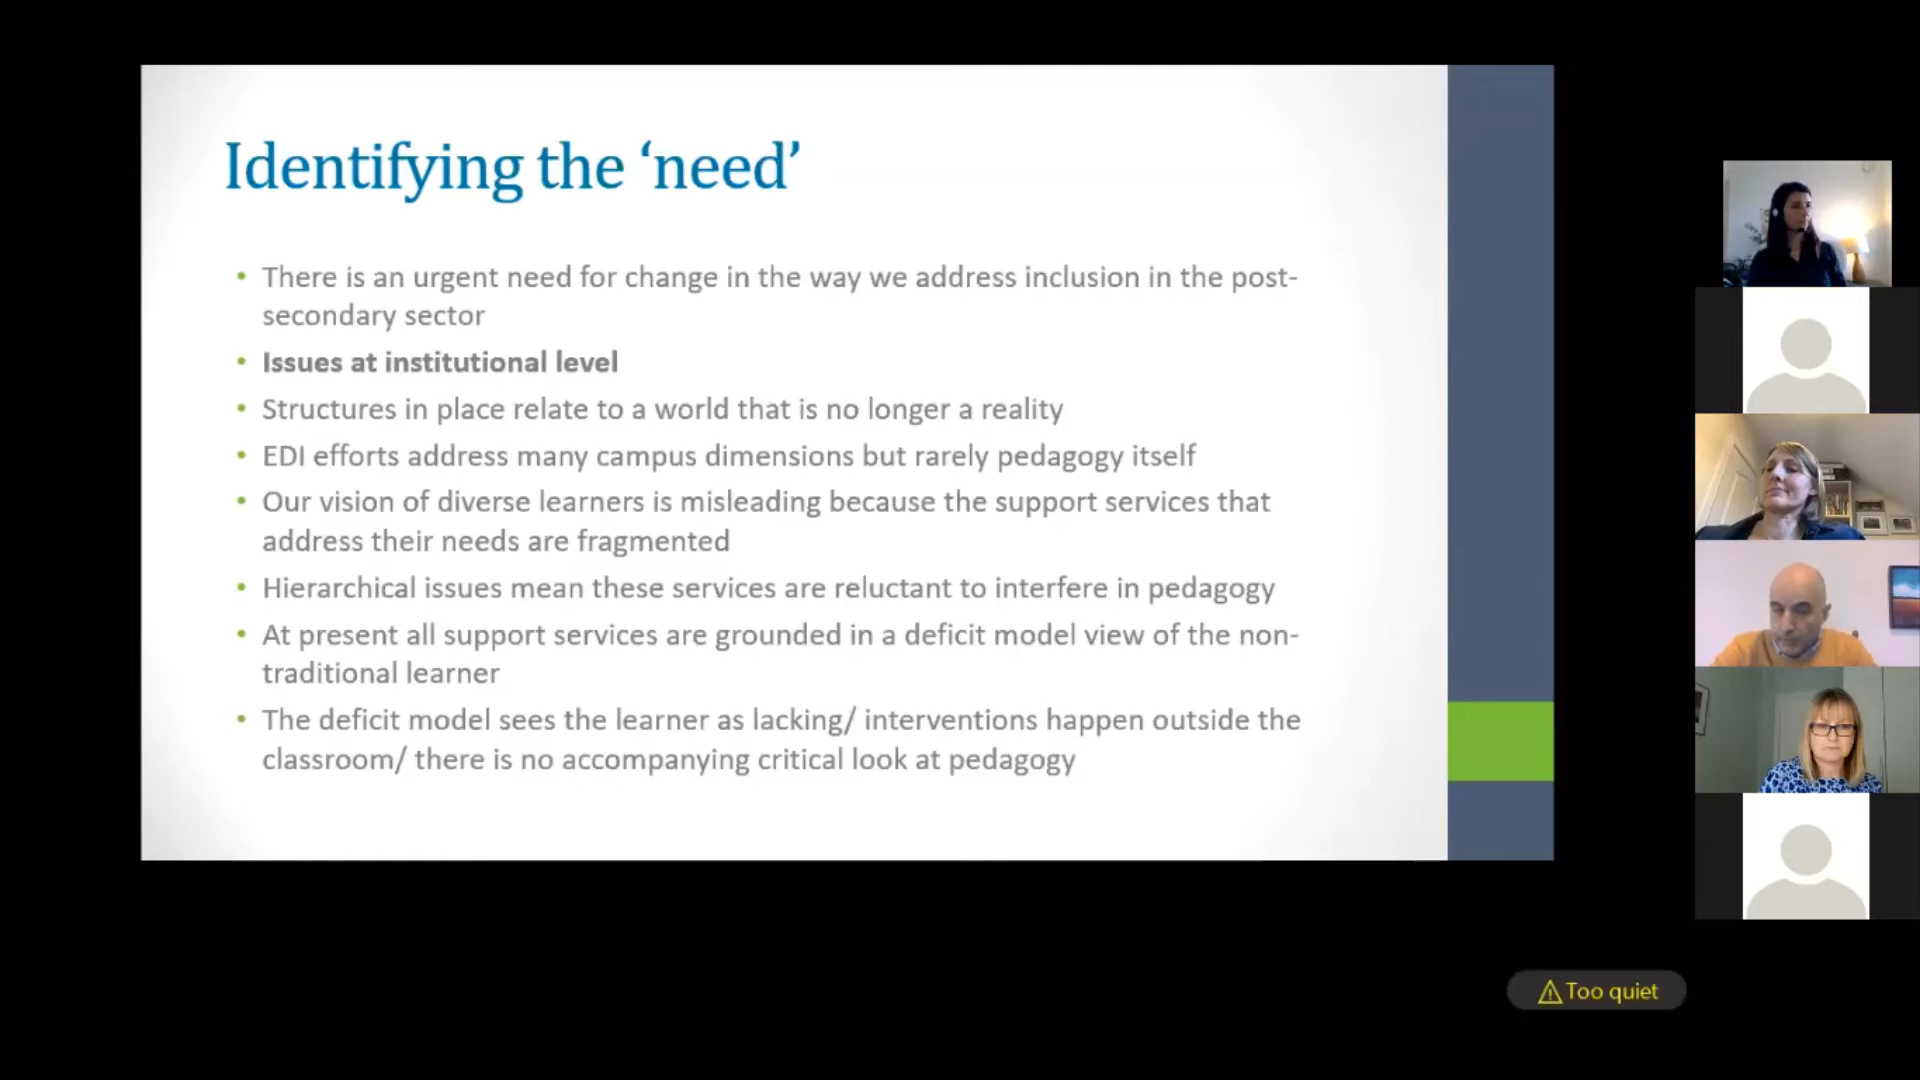 Identifying the ‘need’
• There is an urgent need for change in the way we address inclusion in the post-
secondary sector
• Issues at institutional level
• Structures in place relate to a world that is no longer a reality
• EDI efforts address many campus dimensions but rarely pedagogy itself
• Our vision of diverse learners is misleading because the support services that
address their needs are fragmented
• Hierarchical issues mean these services are reluctant to interfere in pedagogy
• At present all support services are grounded in a deficit model view of the non-
traditional learner
• The deficit model sees the learner as lacking/ interventions happen outside the
classroom/ there is no accompanying critical look at pedagogy
Too quiet